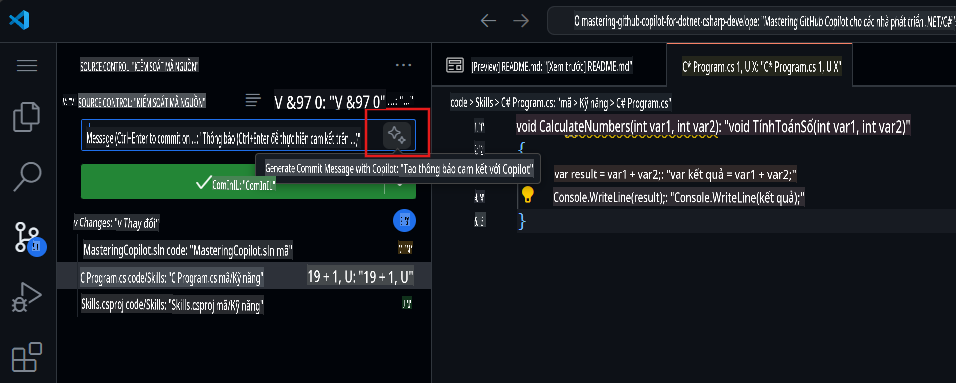 0 mastering-github-copilot-for-dotnet-csharp-develope: "Mastering GitHub Copilot cho các nhà phát triển .NET/C#
SOURCE CONTROL: "KIỂM SOÁT MÃ NGUỒN"
SOURCE CONTROL: "KIỂM SOÁT MÃ NGUỒN"
V &97 0: "V &97 0"
Message (Ctrl+Enter to commit on ...: "Thông báo (Ctrl+Enter để thực hiện cam kết trên ...)"
Generate Commit Message with Copilot: "Tạo thông báo cam kết với Copilot"
ComInIL: "ComInIL"
v Changes: "v Thay đổi"
MasteringCopilot.sln code: "MasteringCopilot.sln mã"
C Program.cs code/Skills: "C Program.cs mã/Kỹ năng"
19 + 1, U: "19 + 1, U"
Skills.csproj code/Skills: "Skills.csproj mã/Kỹ năng"
[Preview] README.md: "[Xem trước] README.md"
C* Program.cs 1, U X: "C* Program.cs 1, U X"
code > Skills > C# Program.cs: "mã > Kỹ năng > C# Program.cs"
void CalculateNumbers(int var1, int var2): "void TínhToánSố(int var1, int var2)"
{
var result = var1 + var2;: "var kết quả = var1 + var2;"
Console.WriteLine(result);: "Console.WriteLine(kết quả);"
}